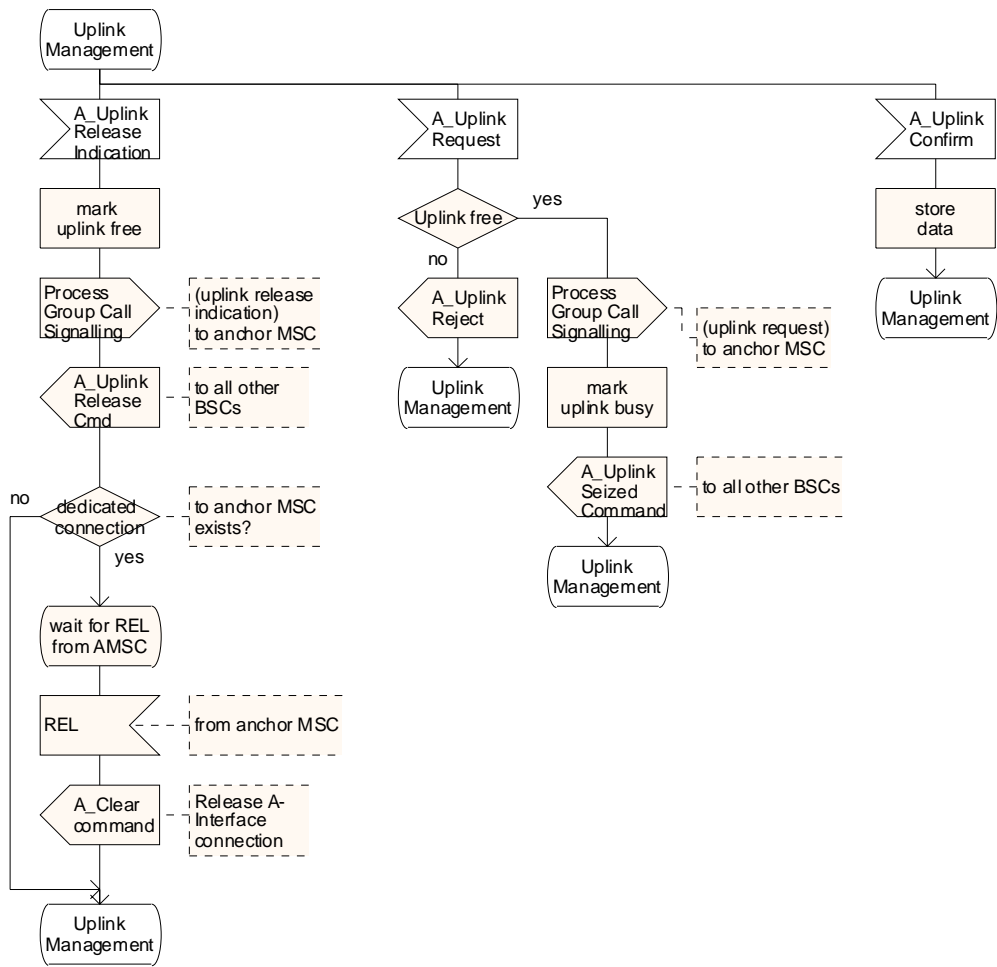 Uplink
Management
A_Uplink
Release
Indication
A_Uplink
Request
A_Uplink
Confirm
mark
uplink free
Uplink free
yes
no
store
data
Process
Group Call
Signalling
(uplink release
indication)
to anchor MSC
A_Uplink
Reject
Process
Group Call
Signalling
(uplink request)
to anchor MSC
Uplink
Management
A_Uplink
Release
Cmd
to all other
BSCs
Uplink
Management
mark
uplink busy
A_Uplink
Seized
Command
to all other BSCs
no
dedicated
connection
to anchor MSC
exists?
yes
Uplink
Management
wait for REL
from AMSC
REL
from anchor MSC
A_Clear
command
Release A-
Interface
connection
Uplink
Management